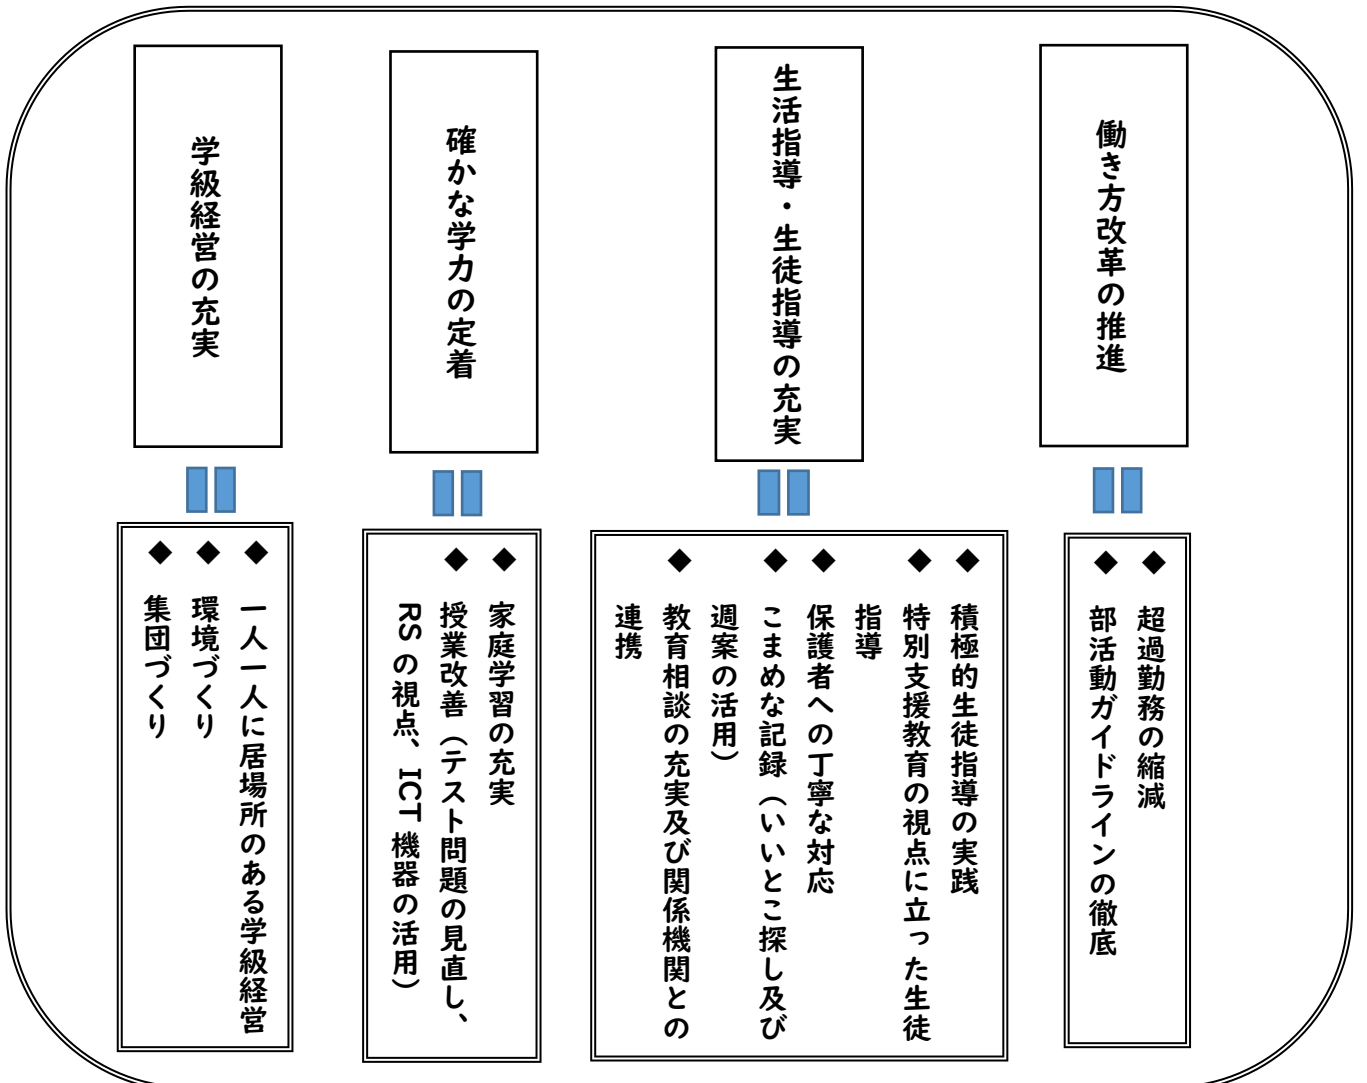 働き方改革の推進
◆ 超過勤務の縮減
◆ 部活動ガイドラインの徹底
生活指導・生徒指導の充実
◆ 積極的生徒指導の実践
◆ 特別支援教育の視点に立った生徒
指導
◆ 保護者への丁寧な対応
◆ こまめな記録（いいとこ探し及び
週案の活用）
◆ 教育相談の充実及び関係機関との
連携
確かな学力の定着
◆ 家庭学習の充実
◆ 授業改善（テスト問題の見直し、
RSの視点、ICT機器の活用）
学級経営の充実
◆ 一人一人に居場所のある学級経営
◆ 環境づくり
◆ 集団づくり